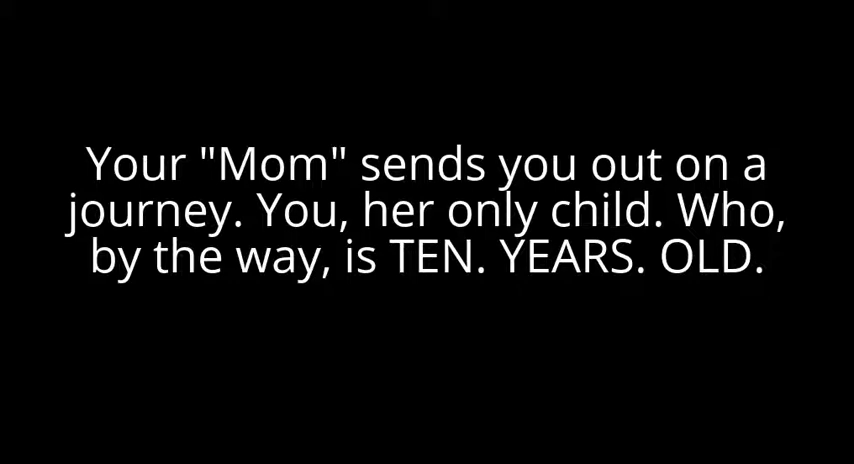 Your "Mom" sends you out on a
journey. You, her only child. Who,
by the way, is TEN. YEARS. OLD.